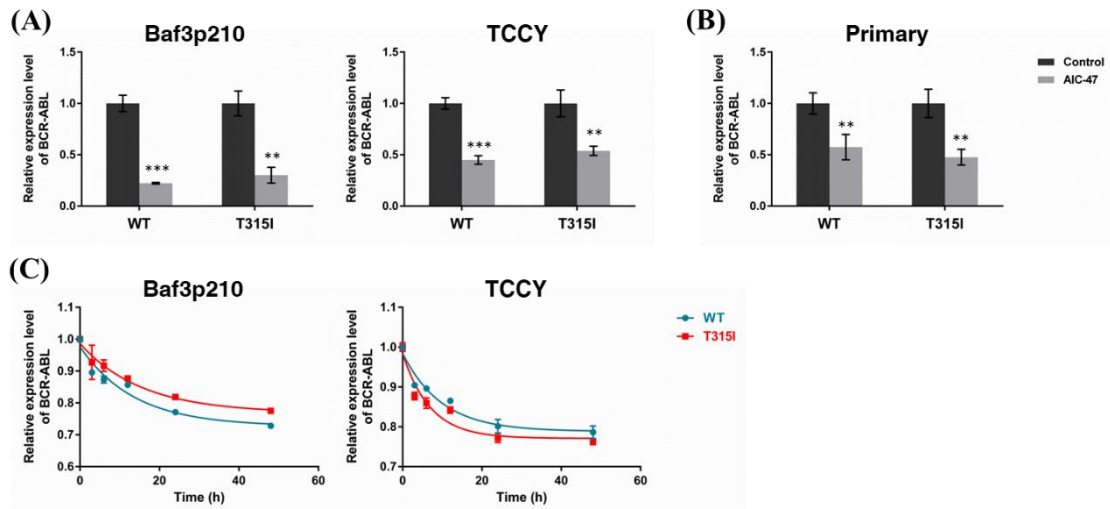 (A)
Baf3p210
Relative expression level
of BCR-ABL
1.5
1.0
0.5
0.0
***
**
WT
T315I
TCCY
Relative expression level
of BCR-ABL
1.5
1.0
0.5
0.0
***
**
WT
T315I
(B)
Primary
Relative expression level
of BCR-ABL
1.5
1.0
0.5
0.0
**
**
WT
T315I
Control
AIC-47
(C)
Baf3p210
Relative expression level
of BCR-ABL
1.1
1.0
0.9
0.8
0.7
0.6
0
20
40
60
Time (h)
TCCY
Relative expression level
of BCR-ABL
1.1
1.0
0.9
0.8
0.7
0
20
40
60
Time (h)
WT
T315I